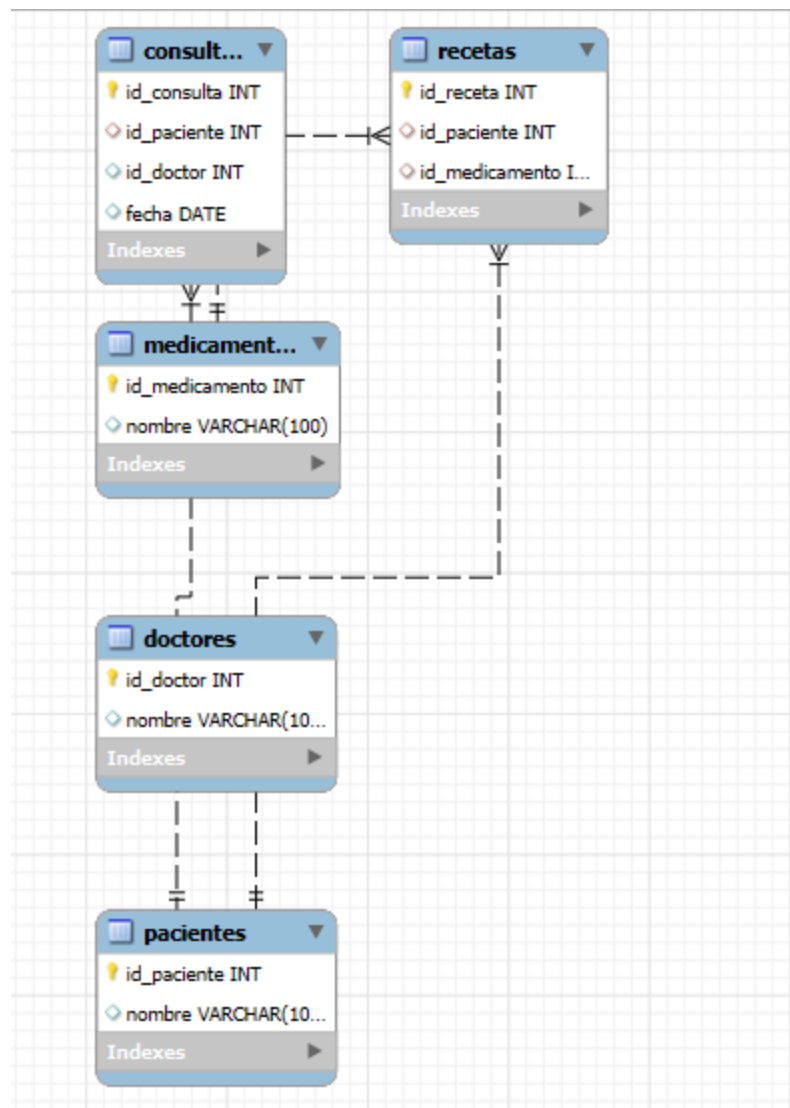 consult...
id_consulta INT
id_paciente INT
id_doctor INT
fecha DATE
Indexes
recetas
id_receta INT
id_paciente INT
id_medicamento I...
Indexes
medicament...
id_medicamento INT
nombre VARCHAR(100)
Indexes
doctores
id_doctor INT
nombre VARCHAR(10...
Indexes
pacientes
id_paciente INT
nombre VARCHAR(10...
Indexes